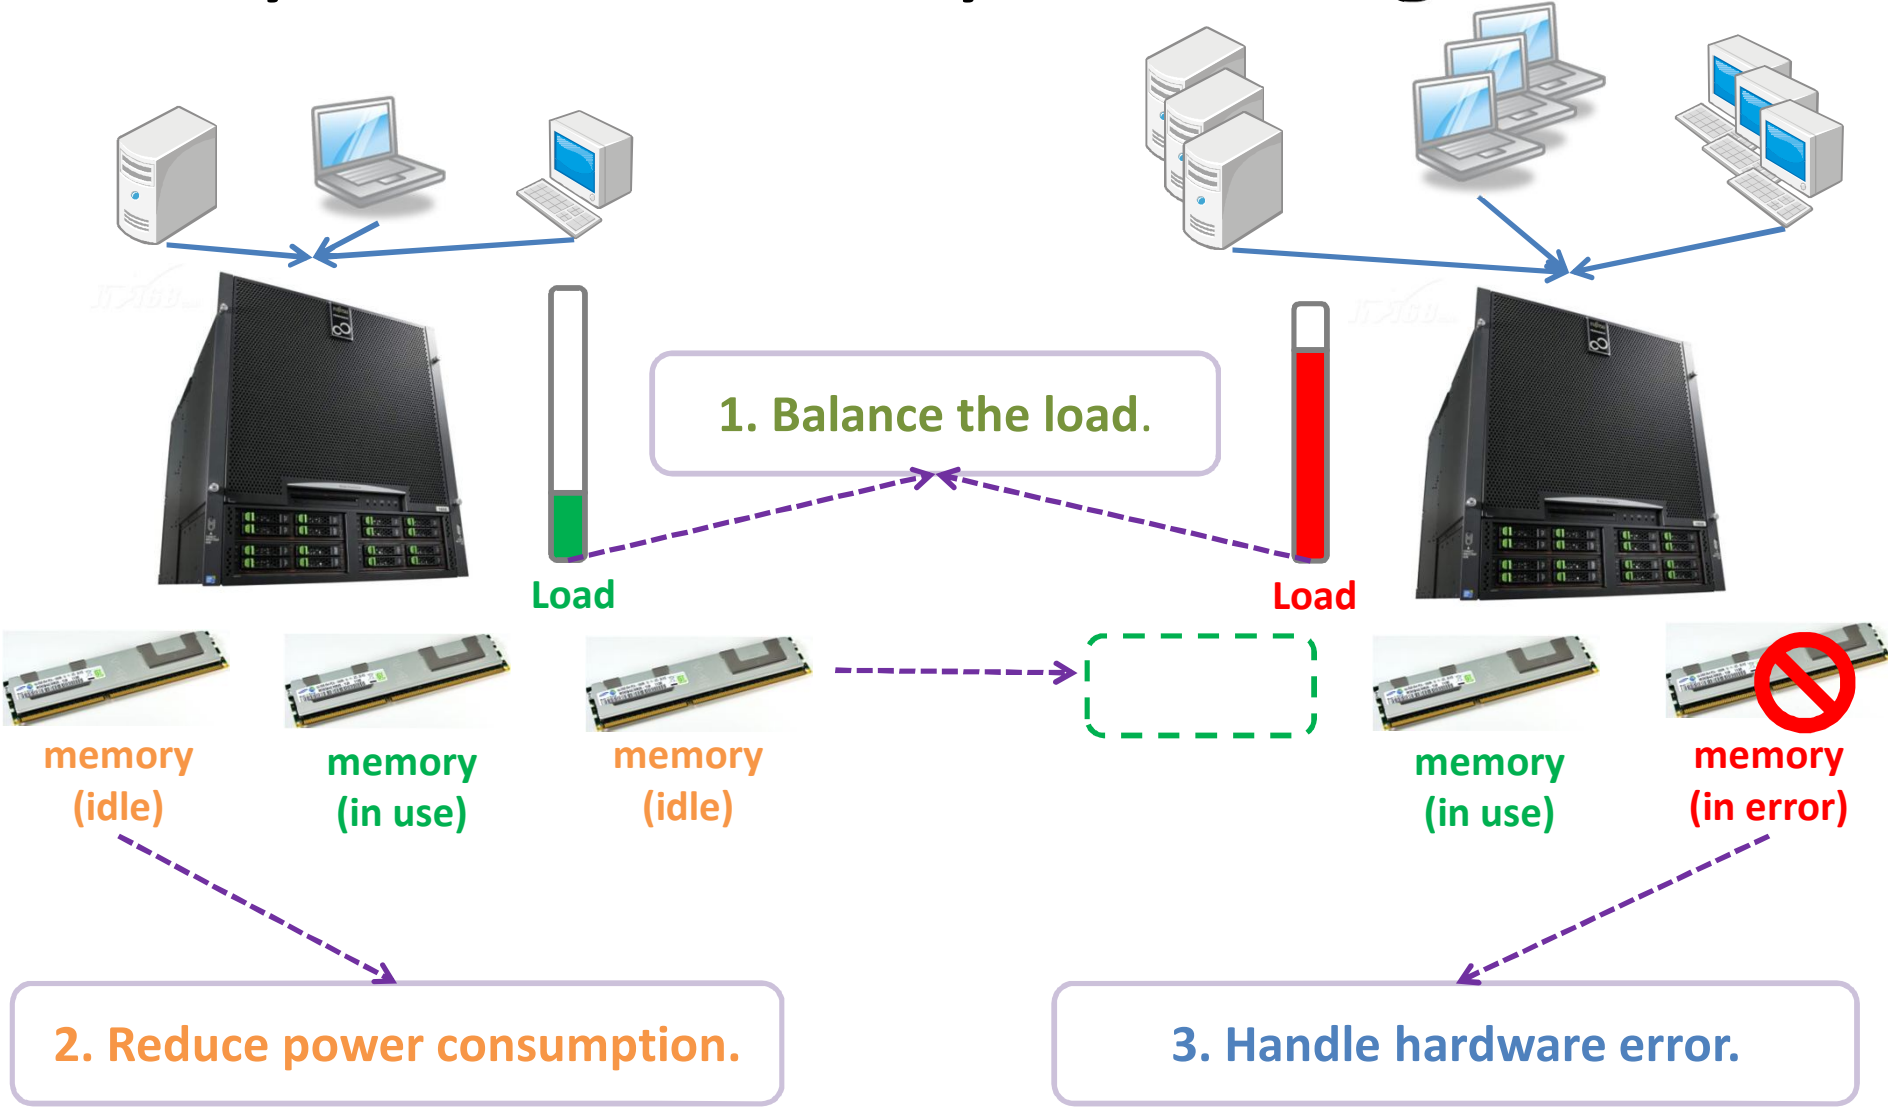 1. Balance the load.
Load
Load
memory
(idle)
memory
(in use)
memory
(idle)
memory
(in use)
memory
(in error)
2. Reduce power consumption.
3. Handle hardware error.